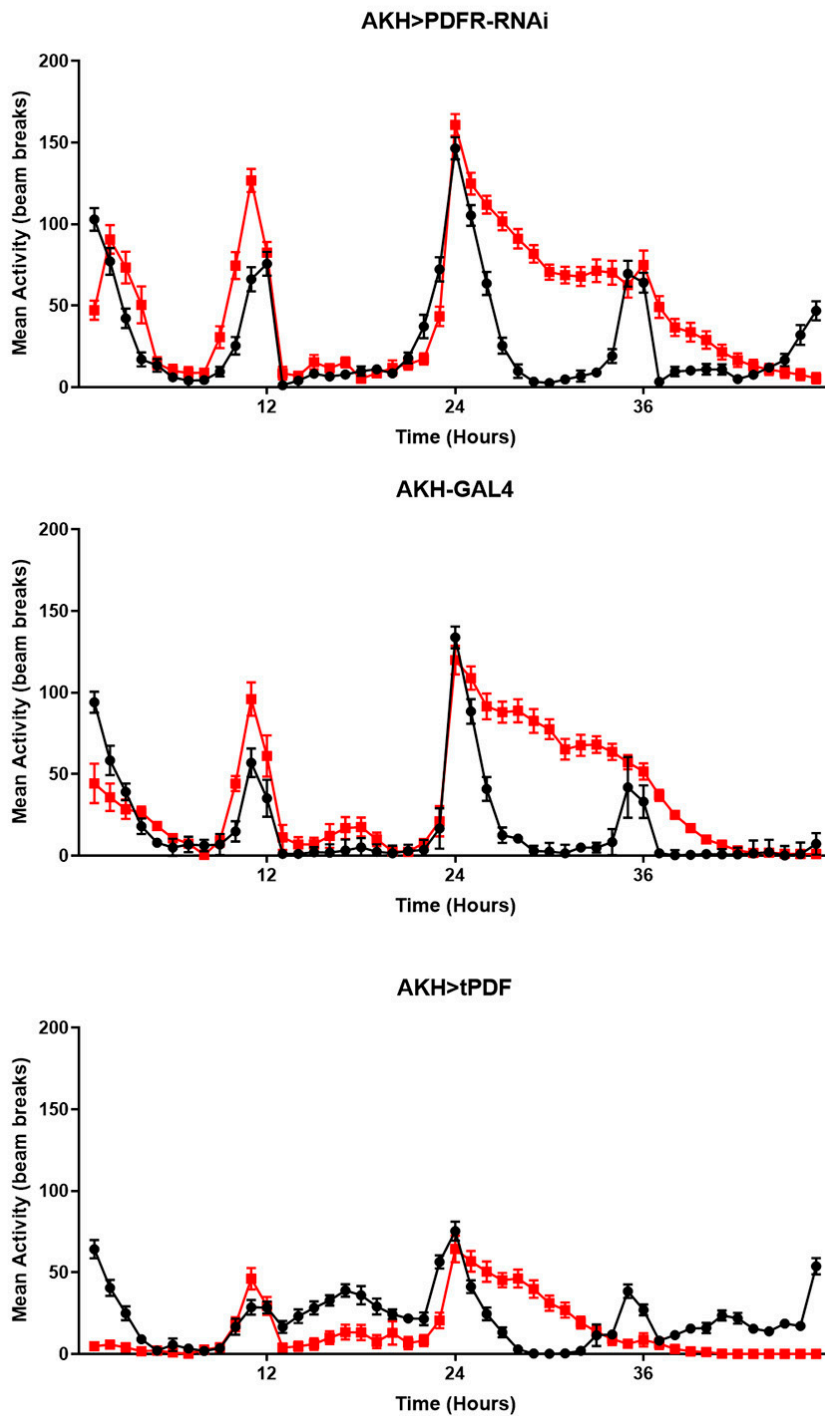 AKH>PDFR-RNAi
200
150
100
50
0
Mean Activity (beam breaks)
12
24
36
Time (Hours)
AKH-GAL4
200
150
100
50
0
Mean Activity (beam breaks)
12
24
36
Time (Hours)
AKH>tPDF
200
150
100
50
0
Mean Activity (beam breaks)
12
24
36
Time (Hours)